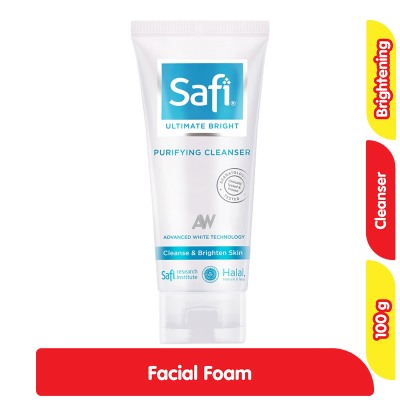 Safi®
ULTIMATE BRIGHT
PURIFYING CLEANSER
AW
ADVANCED WHITE TECHNOLOGY
Cleanse & Brighten Skin
Safi research institute
Halal
Brightening
Cleanser
100 g
Facial Foam